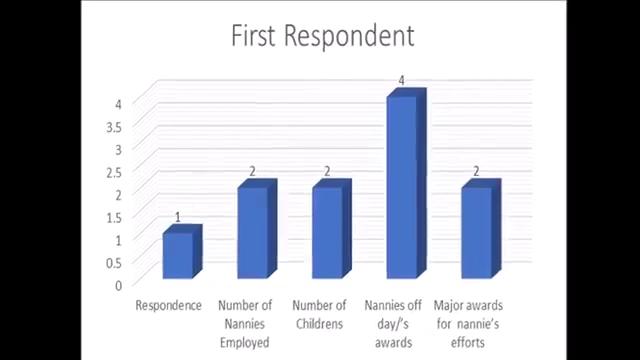 First Respondent
4
4
3.5
3
2.5
2
1.5
1
0.5
0
1
2
2
2
Respondence
Number of
Nannies
Employed
Number of
Childrens
Nannies off
day/'s
awards
Major awards
for nannie's
efforts